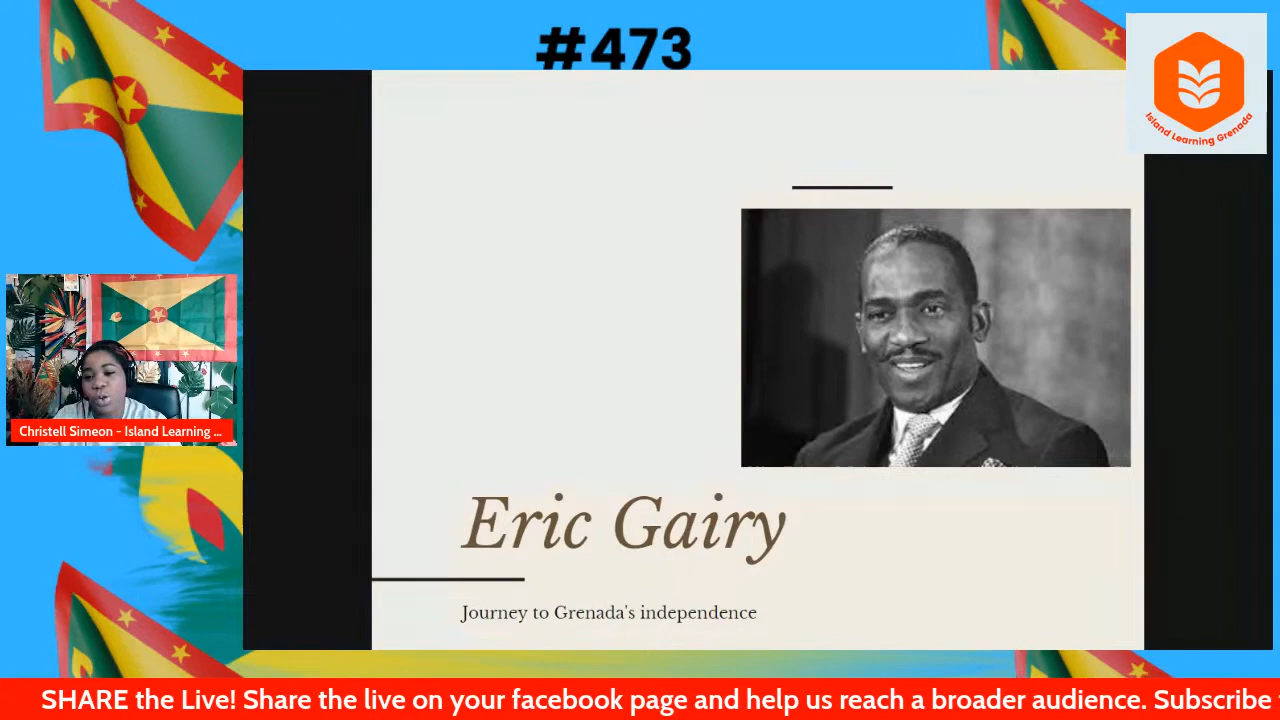 #473
Island Learning Grenada
Christell Simeon - Island Learning ...
Eric Gairy
Journey to Grenada's independence
SHARE the Live! Share the live on your facebook page and help us reach a broader audience. Subscribe